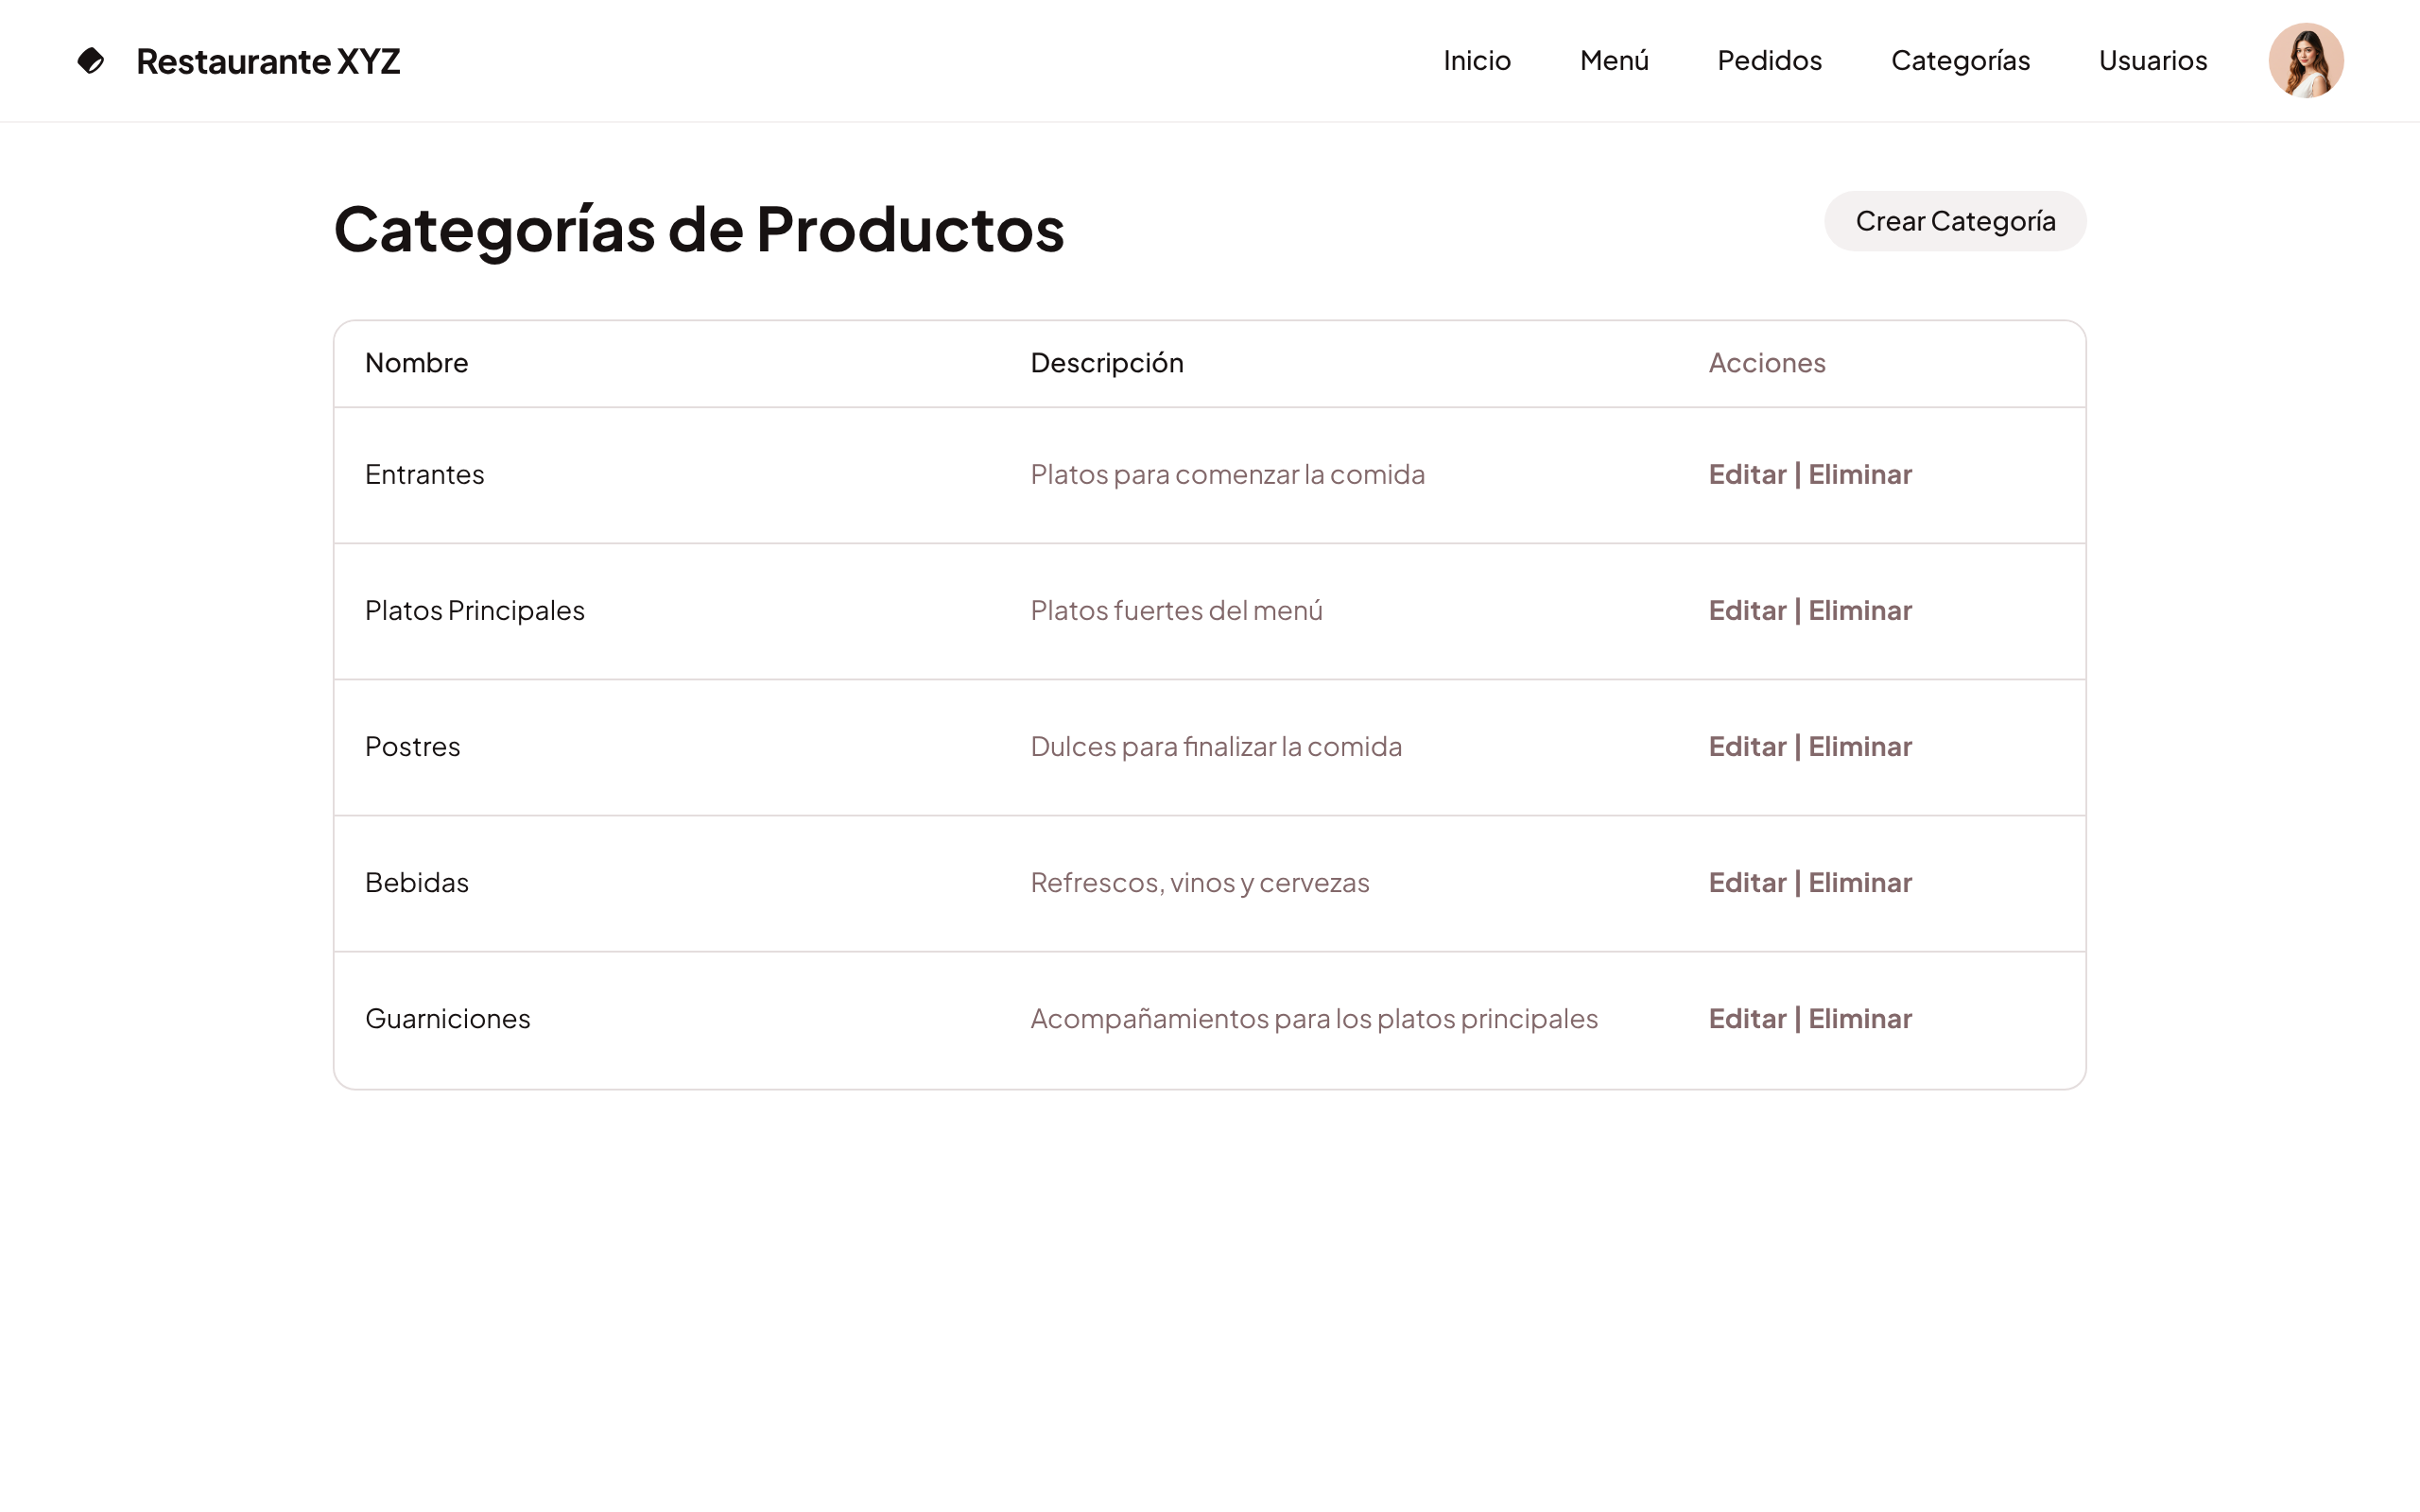 Restaurante XYZ Inicio Menú Pedidos Categorías Usuarios
Categorías de Productos Crear Categoría
Nombre Descripción Acciones
Entrantes Platos para comenzar la comida Editar | Eliminar
Platos Principales Platos fuertes del menú Editar | Eliminar
Postres Dulces para finalizar la comida Editar | Eliminar
Bebidas Refrescos, vinos y cervezas Editar | Eliminar
Guarniciones Acompañamientos para los platos principales Editar | Eliminar